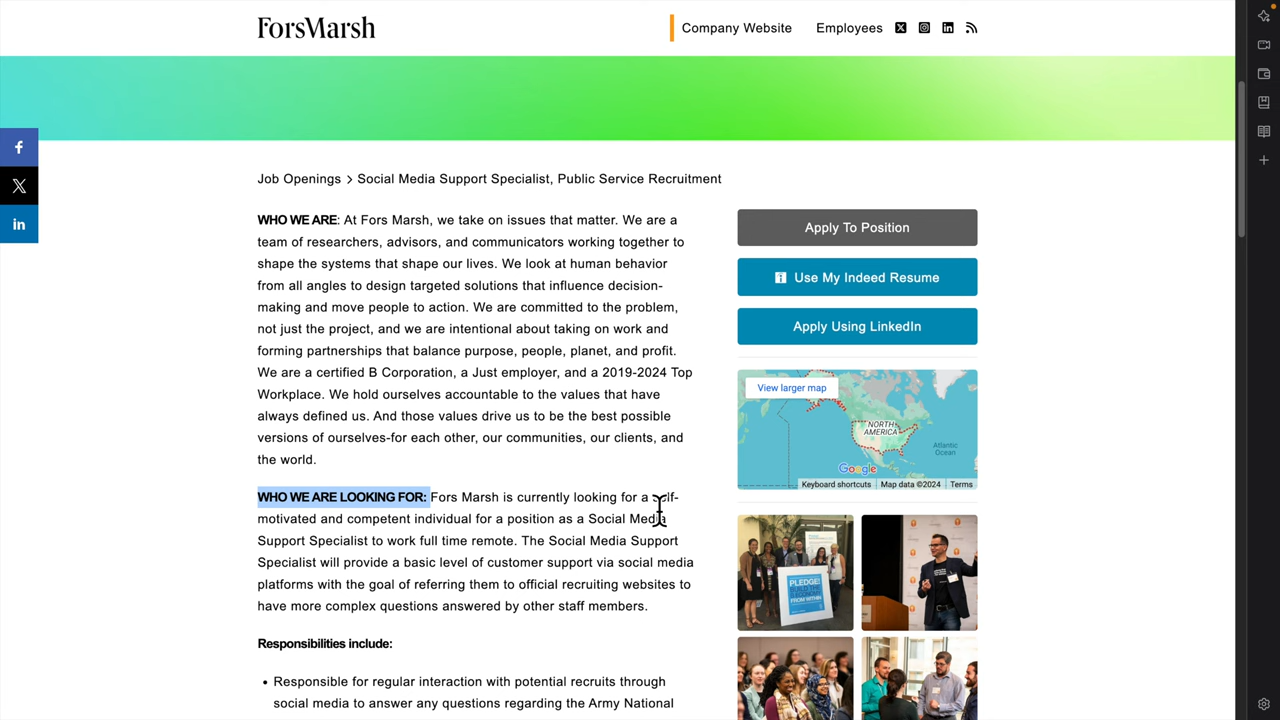 ForsMarsh
Company Website Employees
Job Openings > Social Media Support Specialist, Public Service Recruitment
WHO WE ARE: At Fors Marsh, we take on issues that matter. We are a
team of researchers, advisors, and communicators working together to
shape the systems that shape our lives. We look at human behavior
from all angles to design targeted solutions that influence decision-
making and move people to action. We are committed to the problem,
not just the project, and we are intentional about taking on work and
forming partnerships that balance purpose, people, planet, and profit.
We are a certified B Corporation, a Just employer, and a 2019-2024 Top
Workplace. We hold ourselves accountable to the values that have
always defined us. And those values drive us to be the best possible
versions of ourselves-for each other, our communities, our clients, and
the world.
WHO WE ARE LOOKING FOR: Fors Marsh is currently looking for a self-
motivated and competent individual for a position as a Social Media
Support Specialist to work full time remote. The Social Media Support
Specialist will provide a basic level of customer support via social media
platforms with the goal of referring them to official recruiting websites to
have more complex questions answered by other staff members.
Responsibilities include:
• Responsible for regular interaction with potential recruits through
social media to answer any questions regarding the Army National
Apply To Position
Use My Indeed Resume
Apply Using LinkedIn
View larger map
NORTH
AMERICA
Atlantic
Ocean
Google
Keyboard shortcuts Map data ©2024 Terms
PLEDGE!
BUILD THE
ECONOMY
FROM WITHIN